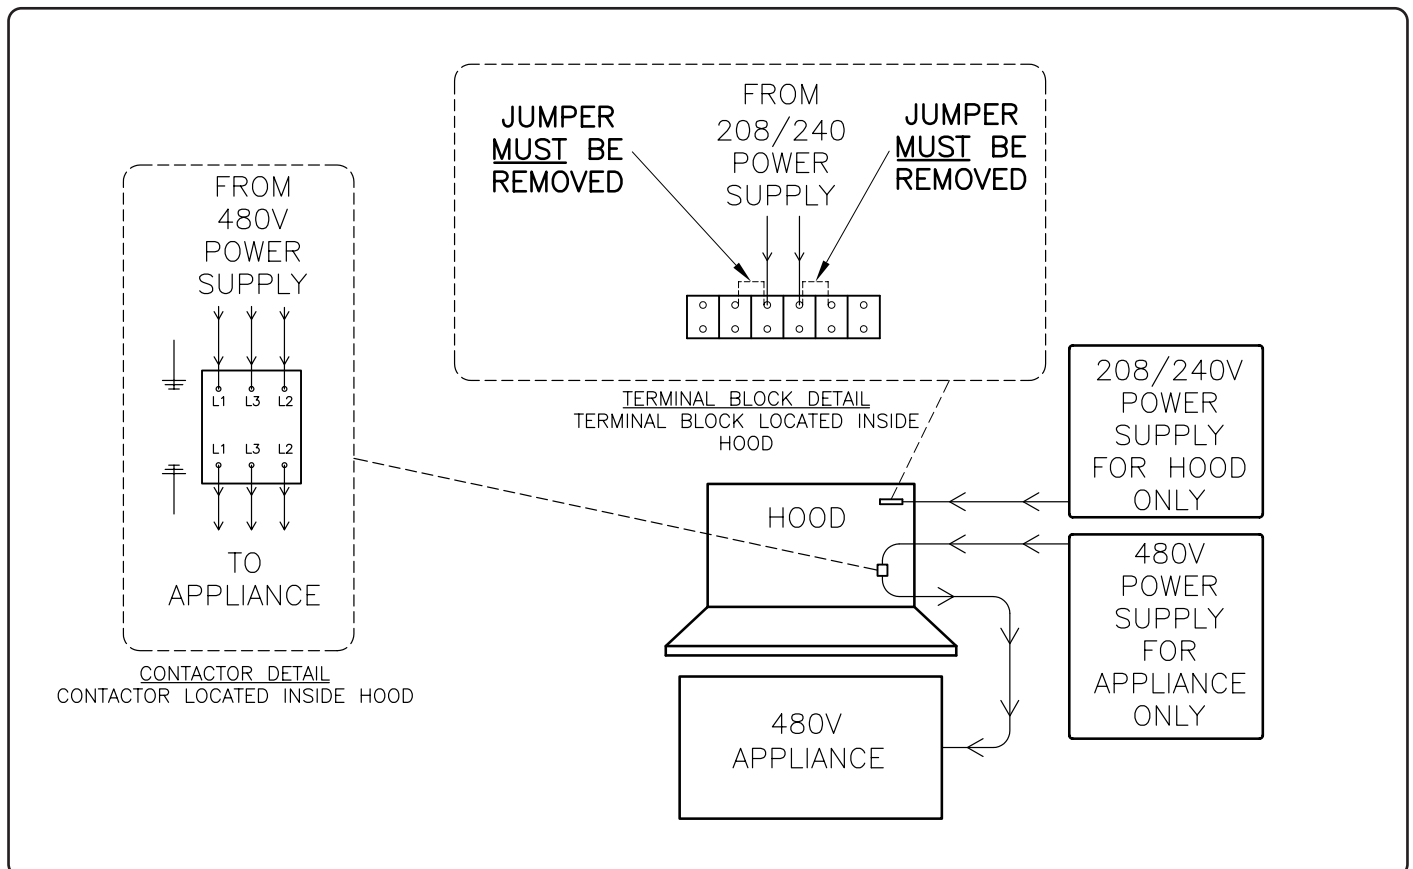 JUMPER
MUST BE
REMOVED
FROM
208/240
POWER
SUPPLY
JUMPER
MUST BE
REMOVED
TERMINAL BLOCK DETAIL
TERMINAL BLOCK LOCATED INSIDE
HOOD
FROM
480V
POWER
SUPPLY
L1 L3 L2
L1 L3 L2
TO
APPLIANCE
CONTACTOR DETAIL
CONTACTOR LOCATED INSIDE HOOD
208/240V
POWER
SUPPLY
FOR HOOD
ONLY
HOOD
480V
POWER
SUPPLY
FOR
APPLIANCE
ONLY
480V
APPLIANCE